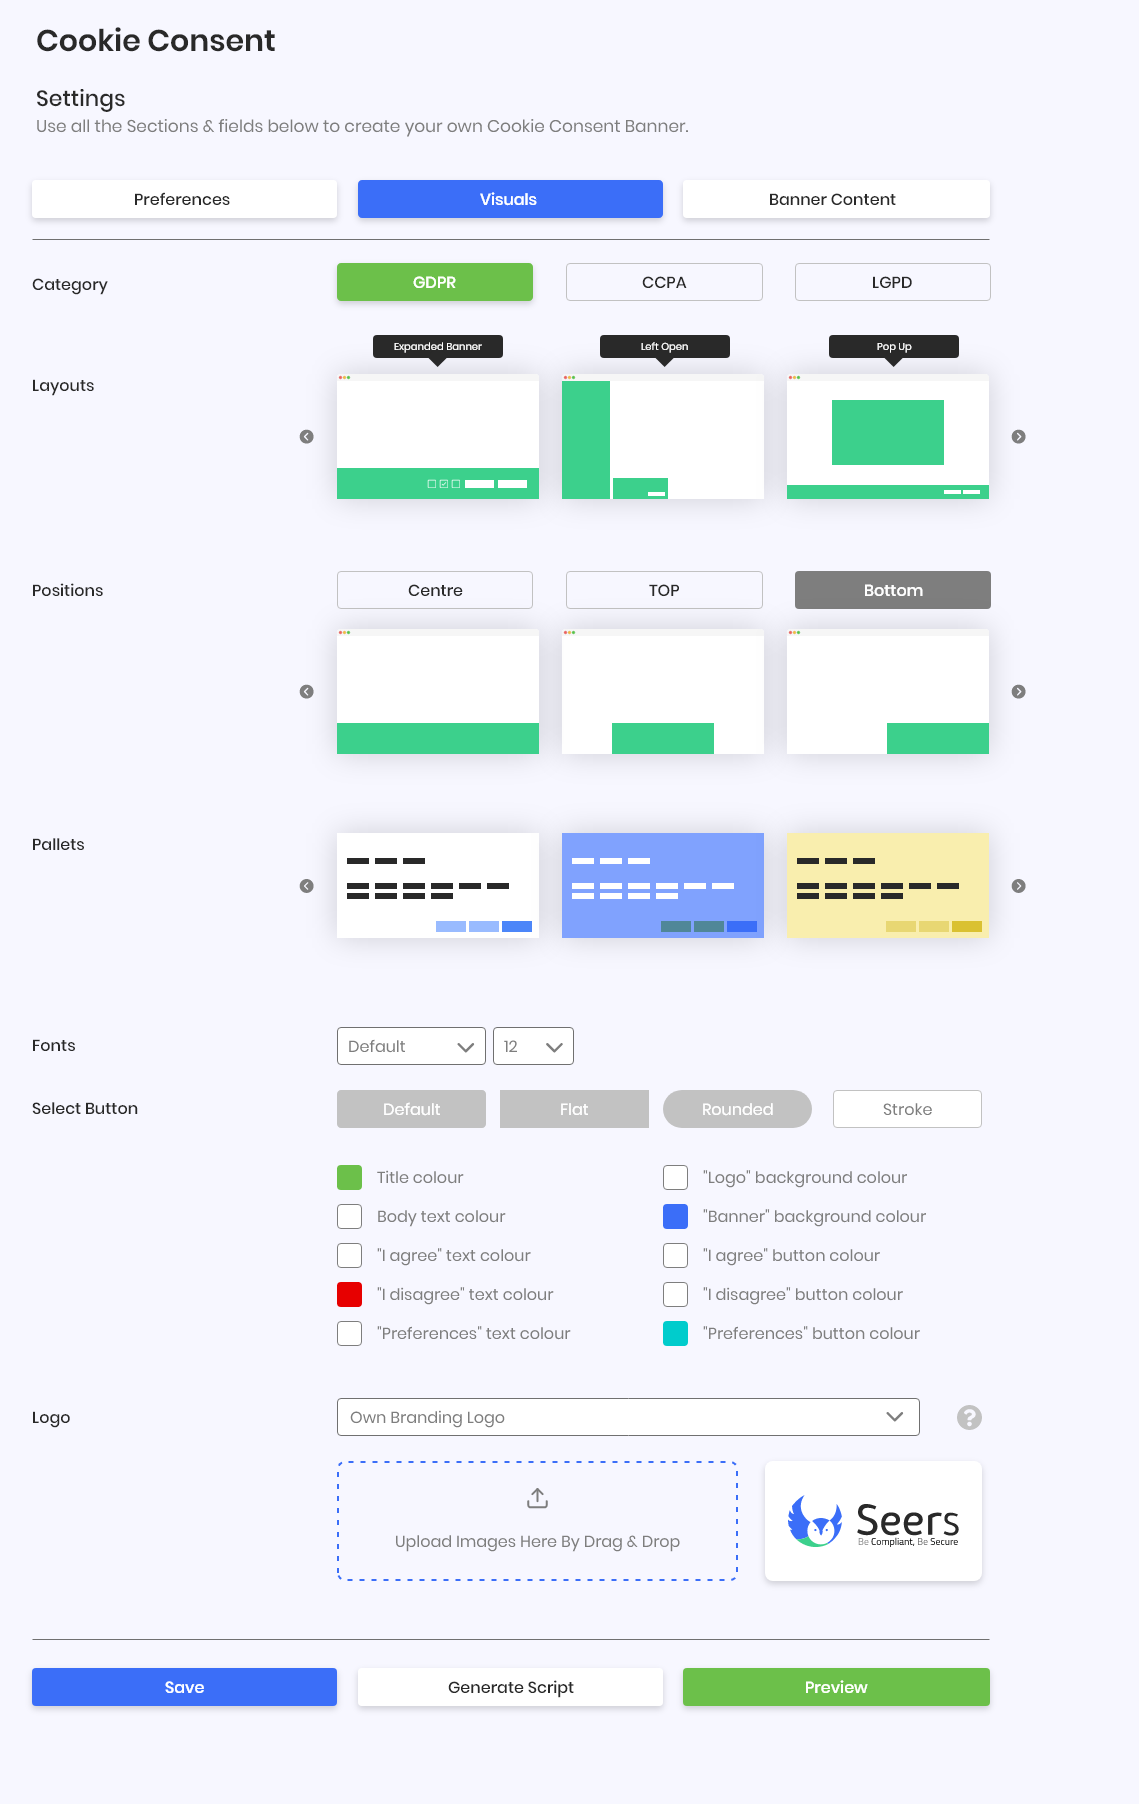 Cookie Consent
Settings
Use all the Sections & fields below to create your own Cookie Consent Banner.
Preferences
Visuals
Banner Content
Category
GDPR
CCPA
LGPD
Expanded Banner
Left Open
Pop Up
Layouts
Positions
Centre
TOP
Bottom
Pallets
Fonts
Default
12
Select Button
Default
Flat
Rounded
Stroke
Title colour
"Logo" background colour
Body text colour
"Banner" background colour
"I agree" text colour
"I agree" button colour
"I disagree" text colour
"I disagree" button colour
"Preferences" text colour
"Preferences" button colour
Logo
Own Branding Logo
?
Upload Images Here By Drag & Drop
Seers
Be Compliant, Be Secure
Save
Generate Script
Preview